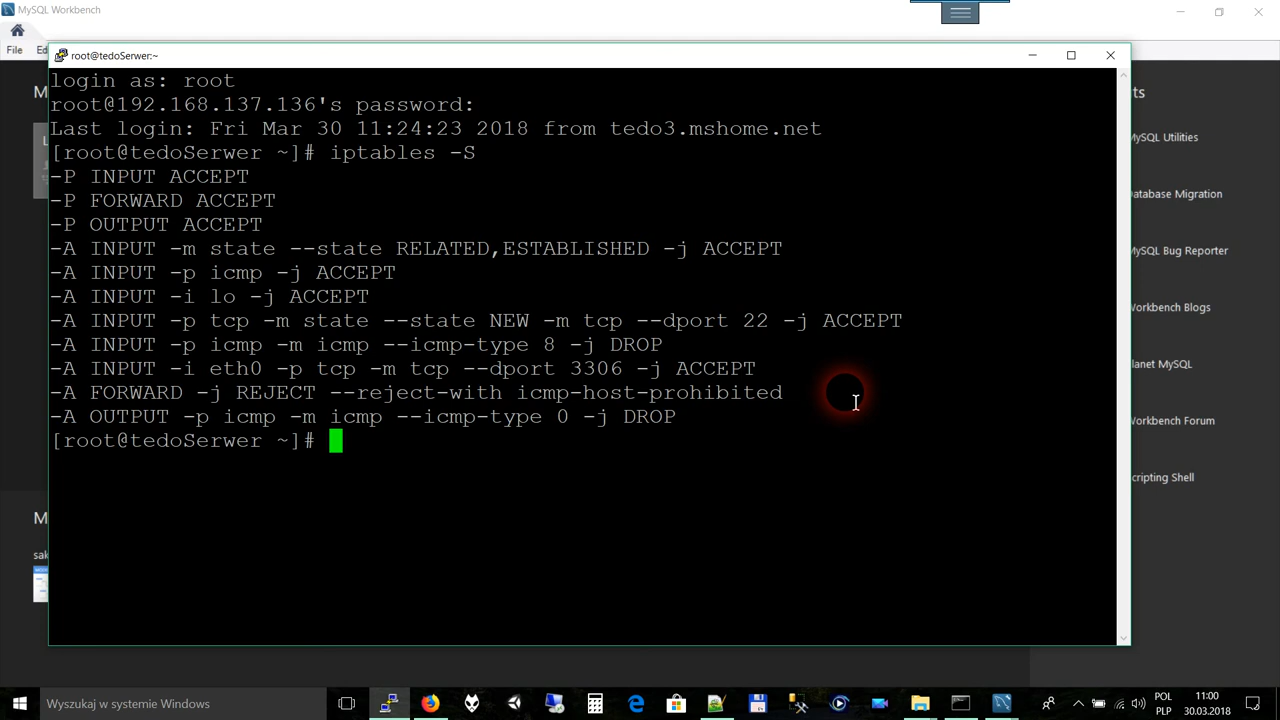 MySQL Workbench
File
root@tedoSerwer:~
login as: root
root@192.168.137.136's password:
Last login: Fri Mar 30 11:24:23 2018 from tedo3.mshome.net
[root@tedoSerwer ~]# iptables -S
-P INPUT ACCEPT
-P FORWARD ACCEPT
-P OUTPUT ACCEPT
-A INPUT -m state --state RELATED,ESTABLISHED -j ACCEPT
-A INPUT -p icmp -j ACCEPT
-A INPUT -i lo -j ACCEPT
-A INPUT -p tcp -m state --state NEW -m tcp --dport 22 -j ACCEPT
-A INPUT -p icmp -m icmp --icmp-type 8 -j DROP
-A INPUT -i eth0 -p tcp -m tcp --dport 3306 -j ACCEPT
-A FORWARD -j REJECT --reject-with icmp-host-prohibited
-A OUTPUT -p icmp -m icmp --icmp-type 0 -j DROP
[root@tedoSerwer ~]#
MySQL Utilities
Database Migration
MySQL Bug Reporter
Workbench Blogs
Planet MySQL
Workbench Forum
Scripting Shell
Wyszukaj w systemie Windows
POL
PLP
11:00
30.03.2018